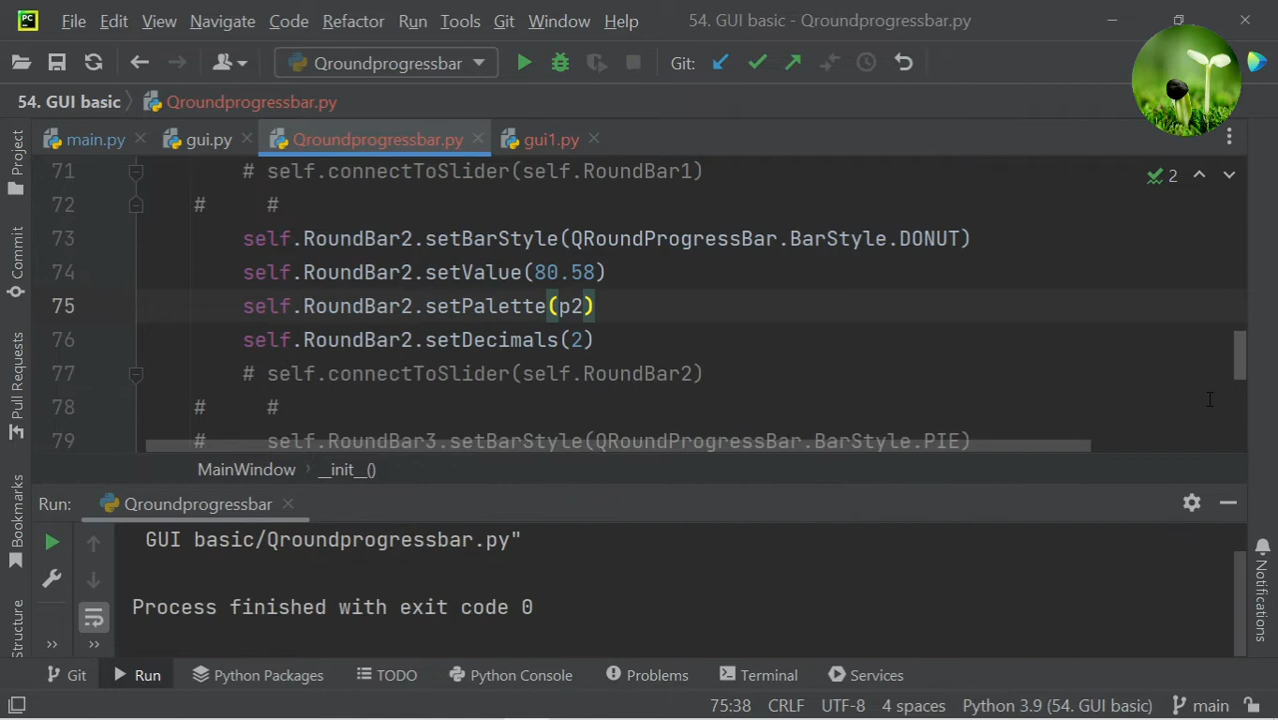 PC File Edit View Navigate Code Refactor Run Tools Git Window Help 54. GUI basic - Qroundprogressbar.py
Qroundprogressbar Git:
54. GUI basic Qroundprogressbar.py
main.py gui.py Qroundprogressbar.py gui1.py
71 # self.connectToSlider(self.RoundBar1)
72 # #
73 self.RoundBar2.setBarStyle(QRoundProgressBar.BarStyle.DONUT)
74 self.RoundBar2.setValue(80.58)
75 self.RoundBar2.setPalette(p2)
76 self.RoundBar2.setDecimals(2)
77 # self.connectToSlider(self.RoundBar2)
78 # #
79 # self.RoundBar3.setBarStyle(QRoundProgressBar.BarStyle.PIE)
2
MainWindow __init__()
Run: Qroundprogressbar
GUI basic/Qroundprogressbar.py"
Process finished with exit code 0
Project
Commit
Pull Requests
Bookmarks
Structure
Notifications
Git Run Python Packages TODO Python Console Problems Terminal Services
75:38 CRLF UTF-8 4 spaces Python 3.9 (54. GUI basic) main